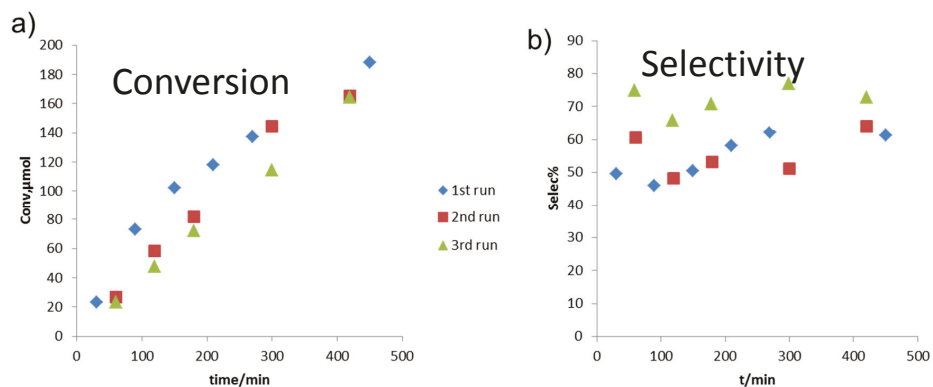 a)
Conversion
Conv,µmol
200
180
160
140
120
100
80
60
40
20
0
0 100 200 300 400 500
time/min
1st run
2nd run
3rd run
b)
Selectivity
Selec%
90
80
70
60
50
40
30
20
10
0
0 100 200 300 400 500
t/min